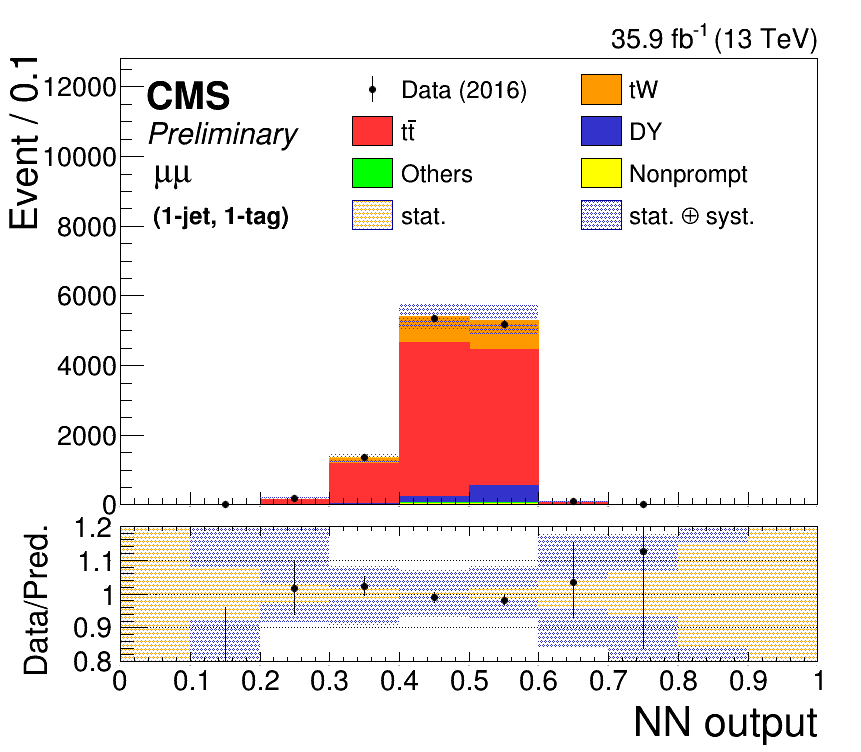 35.9 fb⁻¹ (13 TeV)
Event / 0.1
12000
10000
8000
6000
4000
2000
0
CMS
Preliminary
μμ
(1-jet, 1-tag)
Data (2016)
tW
tt̄
DY
Others
Nonprompt
stat.
stat. ⊕ syst.
Data/Pred.
1.2
1.1
1
0.9
0.8
0 0.1 0.2 0.3 0.4 0.5 0.6 0.7 0.8 0.9 1
NN output